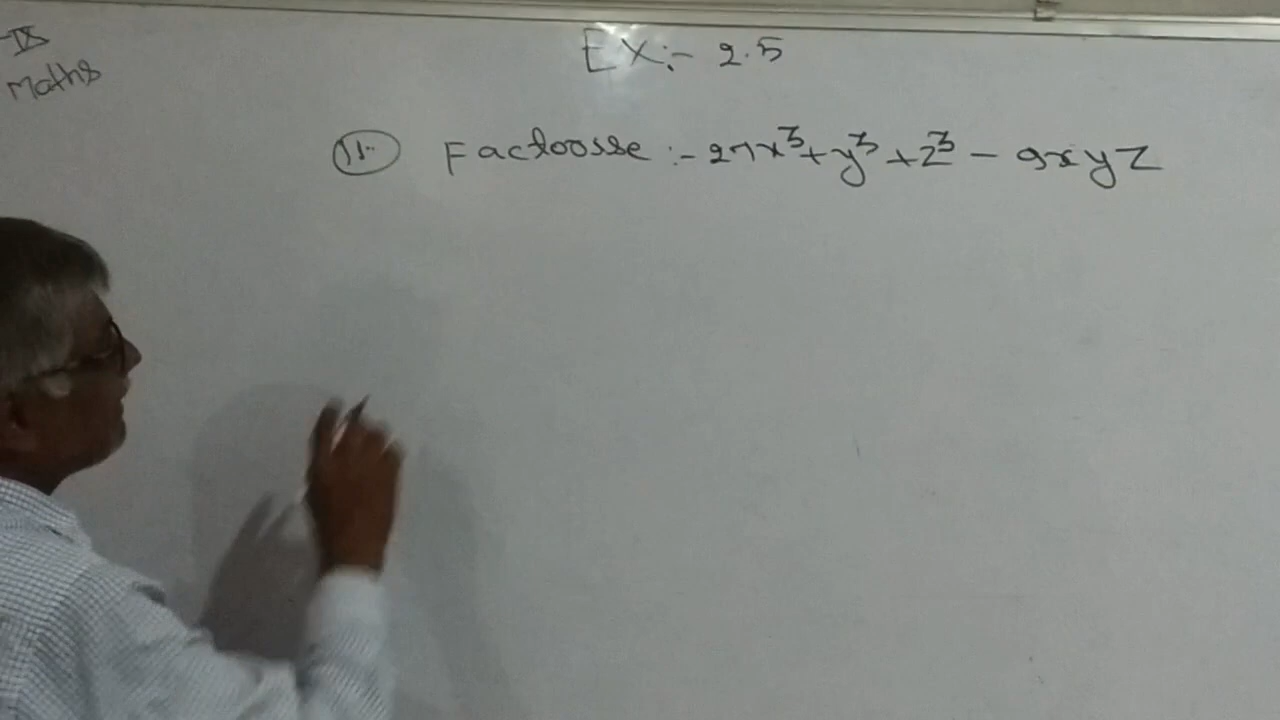 -IX
Maths
EX:- 2.5
11. Factorise :- 27x³ + y³ + z³ - 9xyz